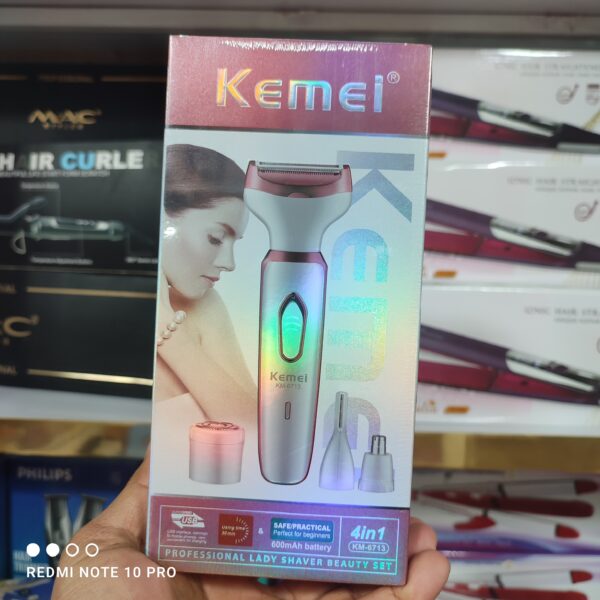 Kemei®
Kemei
Kemei
KM-6713
USB
Using time
SAFE/PRACTICAL
Perfect for beginners
&
600mAh battery
4in1
KM-6713
PROFESSIONAL LADY SHAVER BEAUTY SET
MAC
HAIR CURLE
PHILIPS
REDMI NOTE 10 PRO